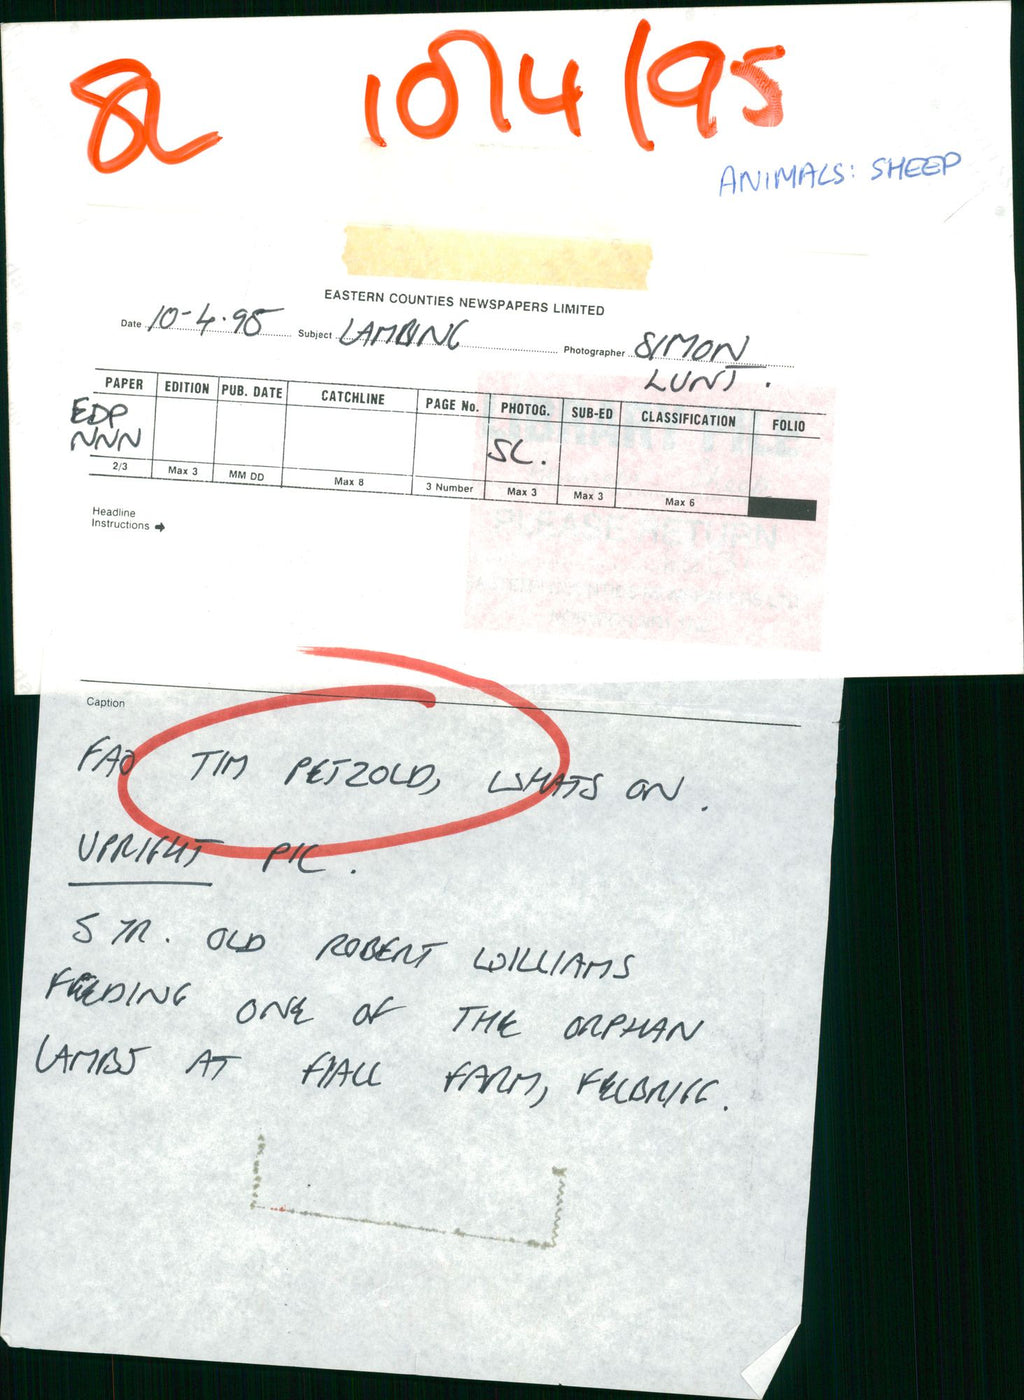 SL 10/4/95
ANIMALS: SHEEP
EASTERN COUNTIES NEWSPAPERS LIMITED
Date 10-4.95 Subject LAMBING Photographer SIMON
LUNT.
PAPER EDITION PUB. DATE CATCHLINE PAGE No. PHOTOG. SUB-ED CLASSIFICATION FOLIO
EDP
NNN SL.
2/3 Max 3 MM DD Max 8 3 Number Max 3 Max 3 Max 6
Headline
Instructions
Caption
FAO TIM PETZOLD, WHATS ON.
UPRIGHT PIC.
5 YR. OLD ROBERT WILLIAMS
FEEDING ONE OF THE ORPHAN
LAMBS AT FARM, FELBRIGG.